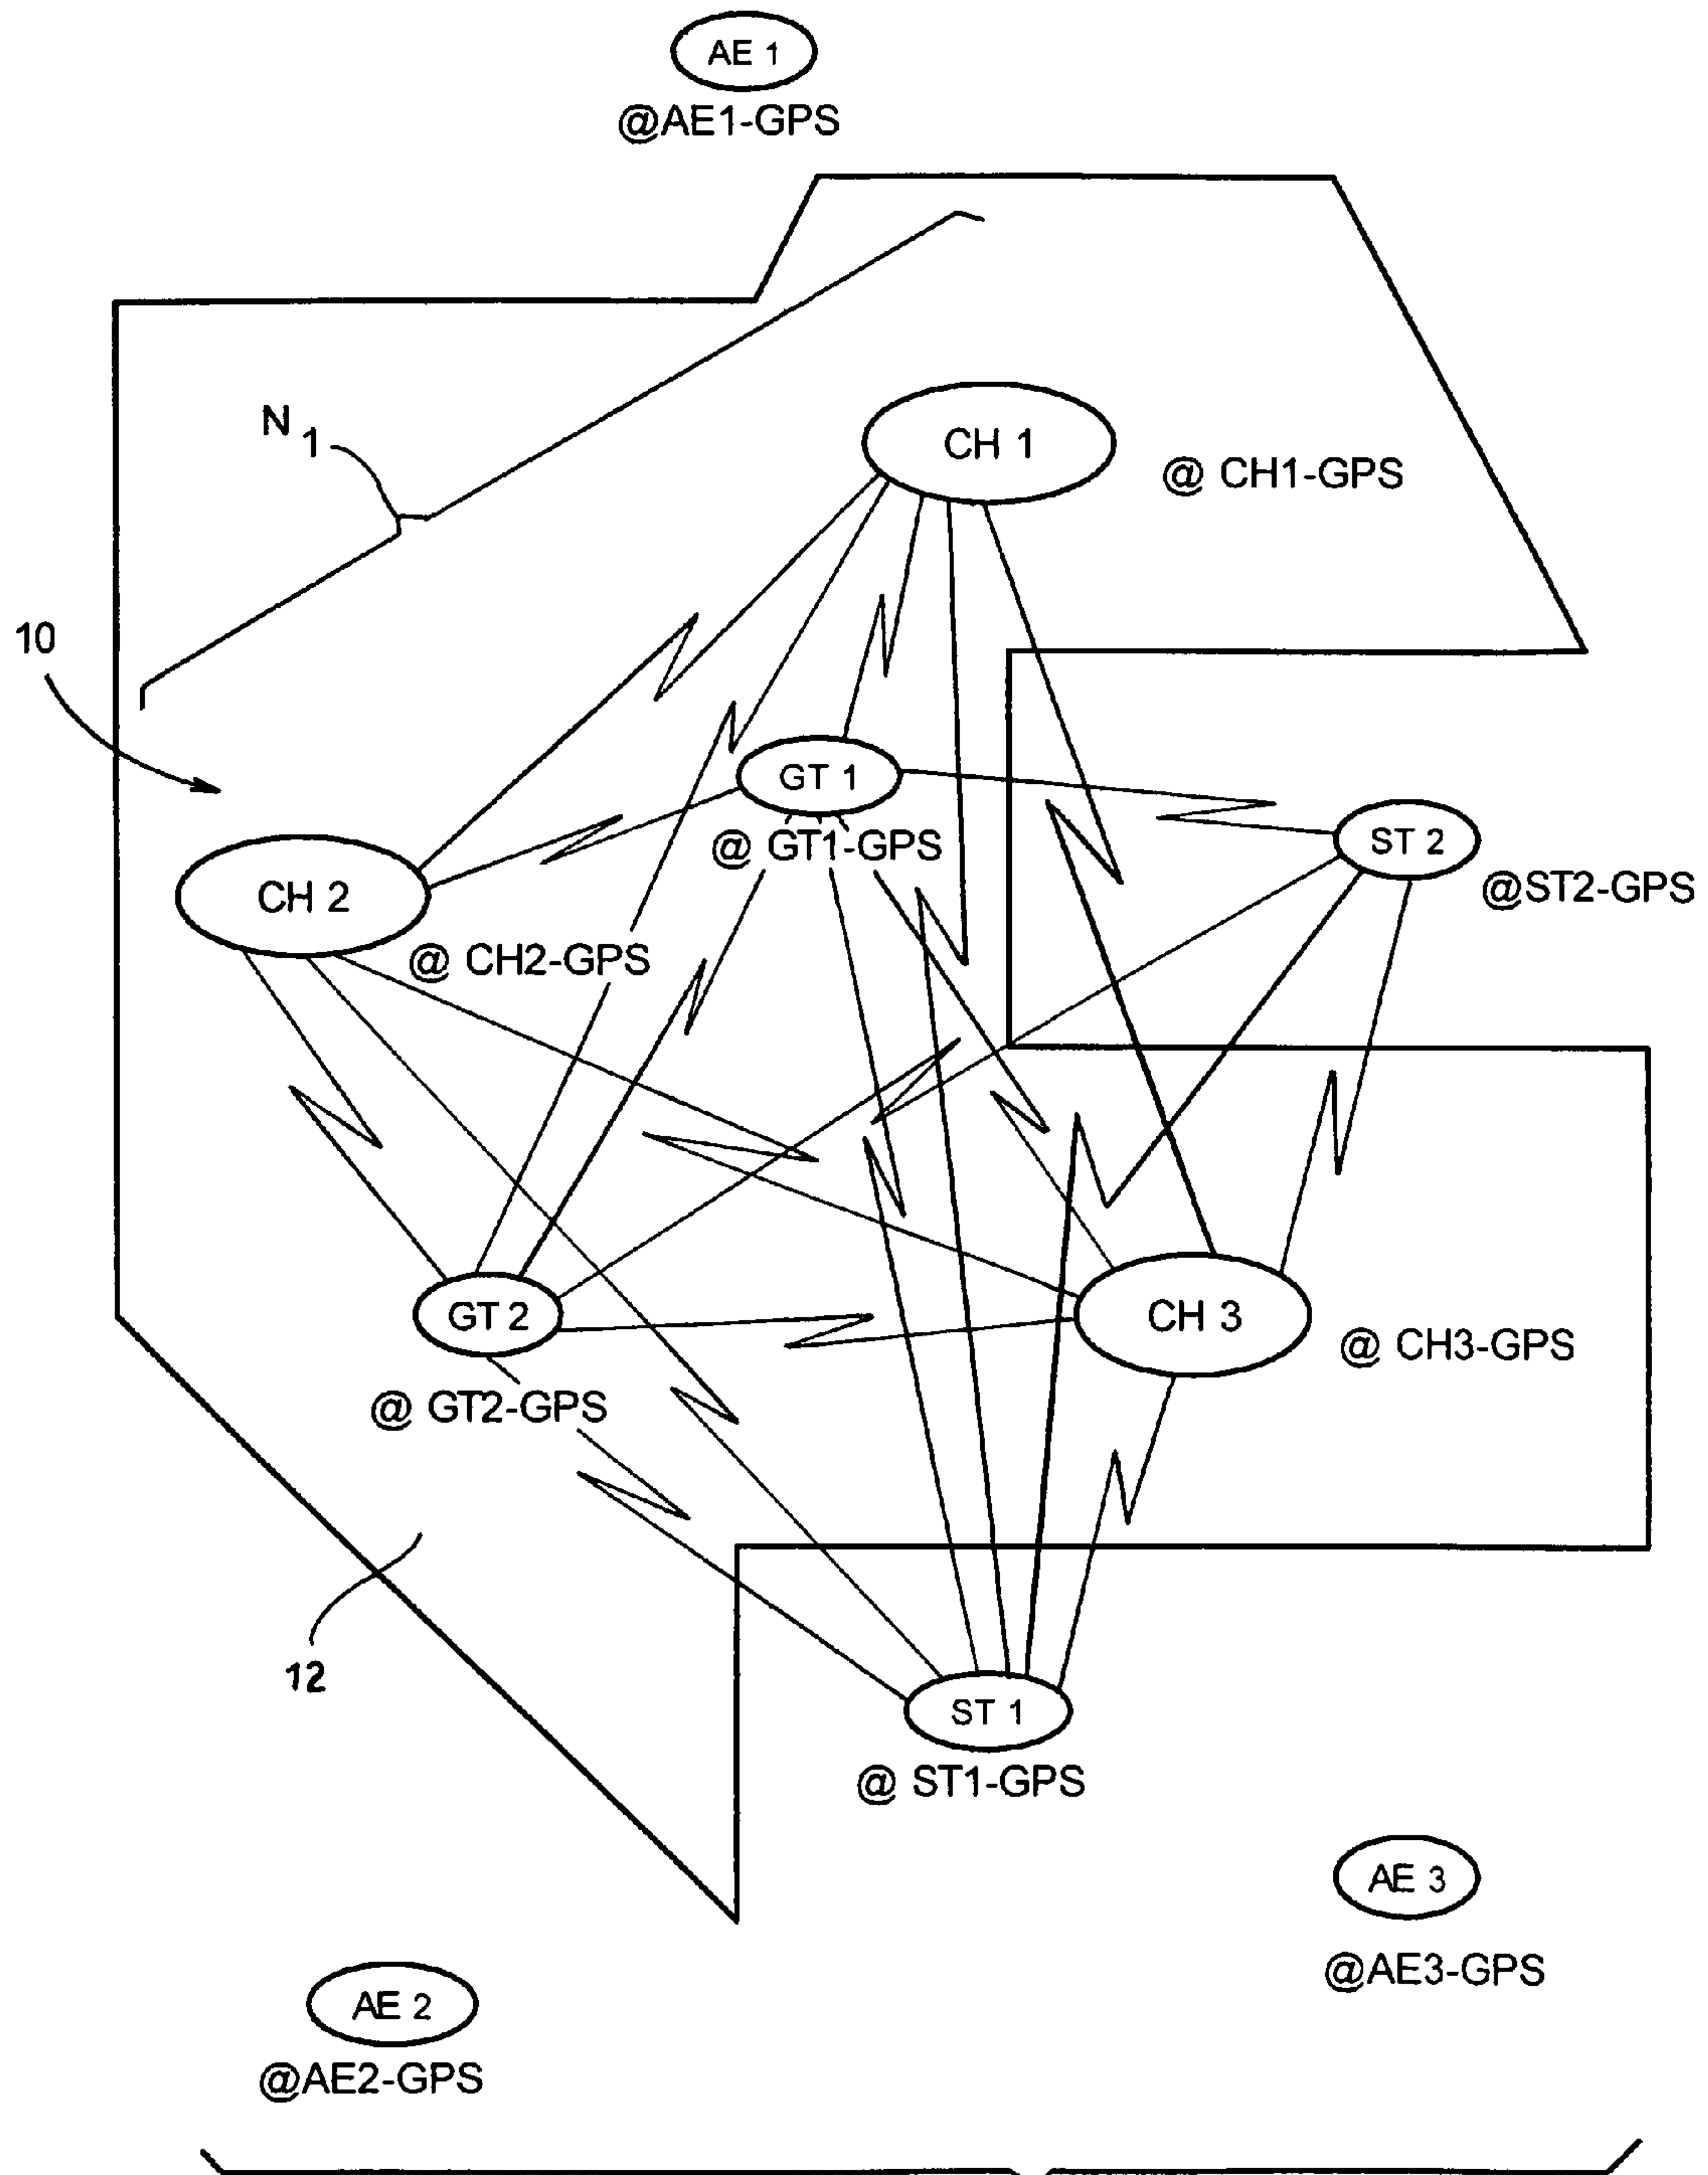 AE 1
@AE1-GPS
N 1
CH 1
@ CH1-GPS
10
GT 1
@ GT1-GPS
ST 2
@ST2-GPS
CH 2
@ CH2-GPS
GT 2
@ GT2-GPS
CH 3
@ CH3-GPS
12
ST 1
@ ST1-GPS
AE 3
@AE3-GPS
AE 2
@AE2-GPS